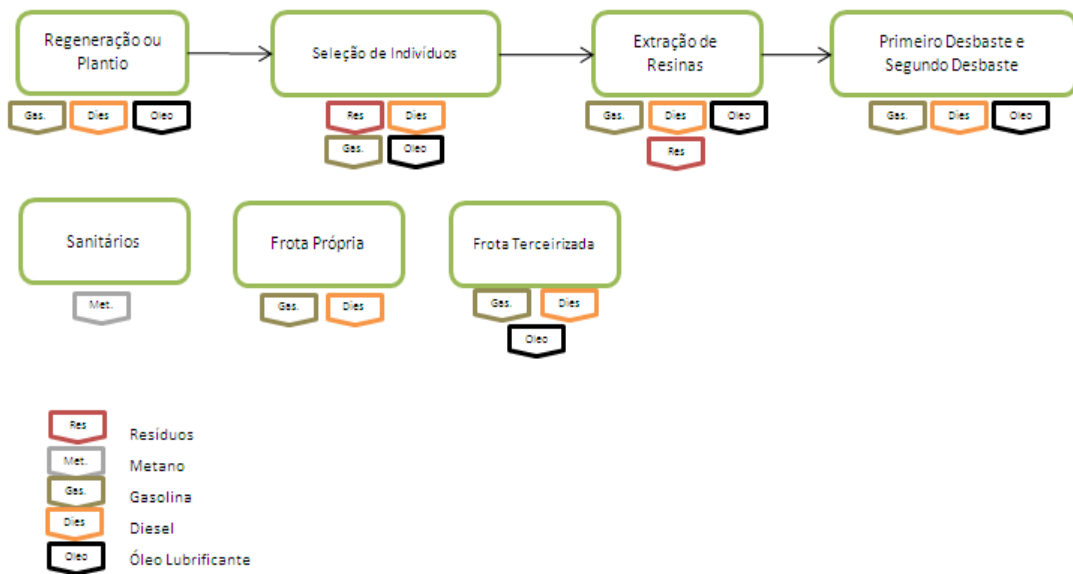 Regeneração ou
Plantio
Seleção de Indivíduos
Extração de
Resinas
Primeiro Desbaste e
Segundo Desbaste
Gas. Dies Oleo
Res Dies
Gas. Oleo
Gas. Dies Oleo
Res
Gas. Dies Oleo
Sanitários
Frota Própria
Frota Terceirizada
Met.
Gas. Dies
Gas. Dies
Oleo
Res Resíduos
Met. Metano
Gas. Gasolina
Dies Diesel
Oleo Óleo Lubrificante